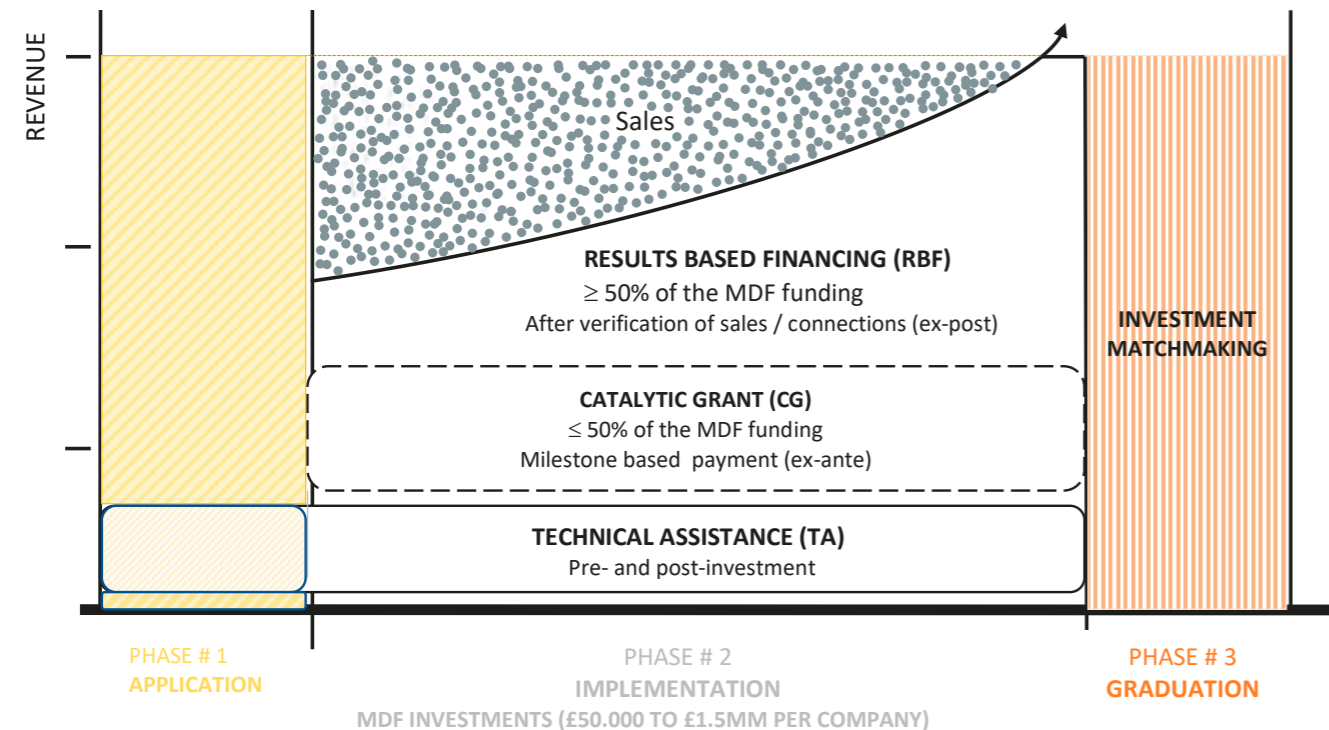 REVENUE
Sales
RESULTS BASED FINANCING (RBF)
≥ 50% of the MDF funding
After verification of sales / connections (ex-post)
INVESTMENT
MATCHMAKING
CATALYTIC GRANT (CG)
≤ 50% of the MDF funding
Milestone based payment (ex-ante)
TECHNICAL ASSISTANCE (TA)
Pre- and post-investment
PHASE # 1
APPLICATION
PHASE # 2
IMPLEMENTATION
MDF INVESTMENTS (£50.000 TO £1.5MM PER COMPANY)
PHASE # 3
GRADUATION